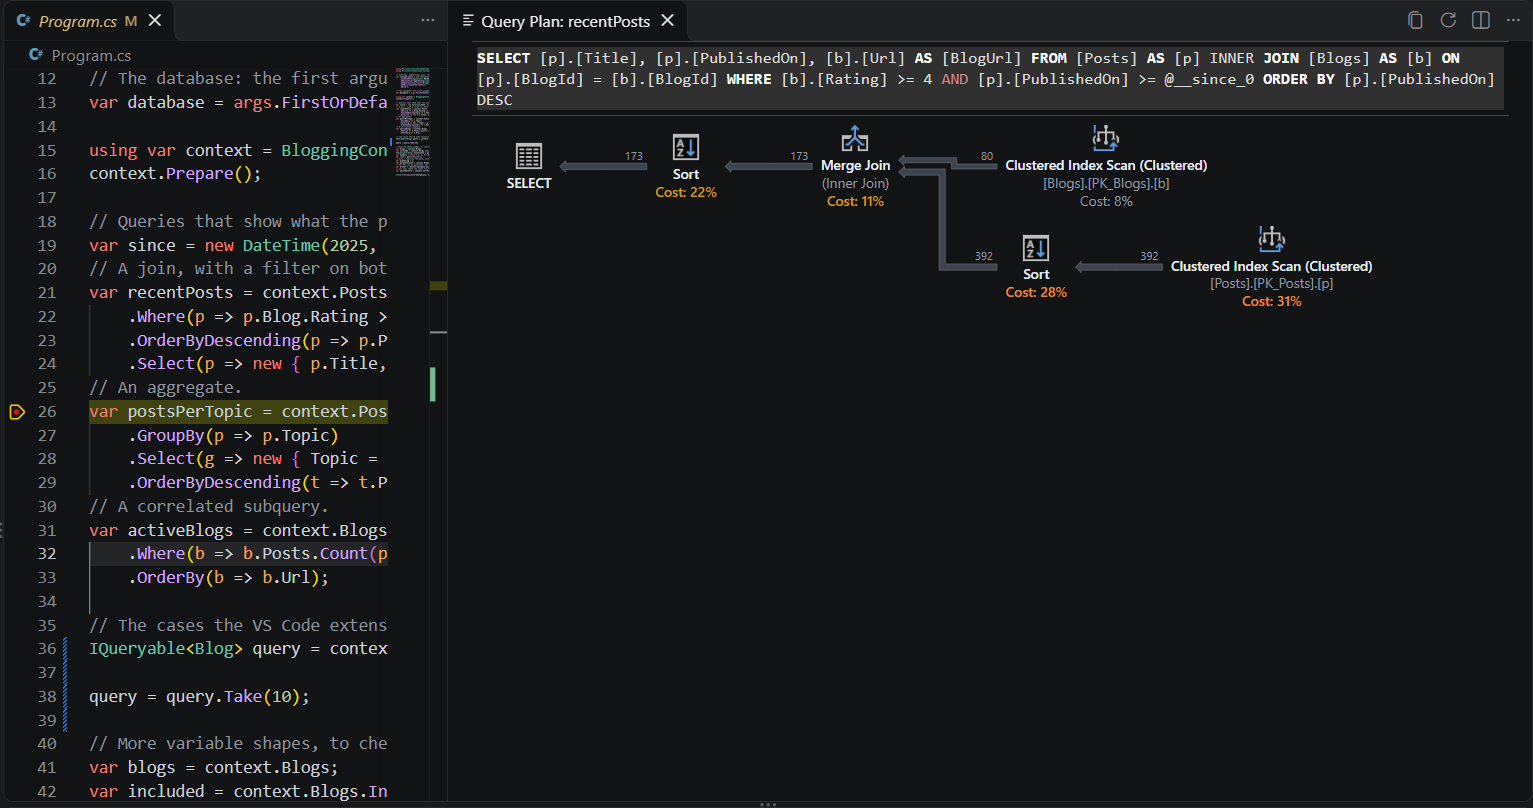 C# Program.cs M
Query Plan: recentPosts
C# Program.cs
12 // The database: the first argu
13 var database = args.FirstOrDefa
14
15 using var context = BloggingCon
16 context.Prepare();
17
18 // Queries that show what the p
19 var since = new DateTime(2025,
20 // A join, with a filter on bot
21 var recentPosts = context.Posts
22 .Where(p => p.Blog.Rating >
23 .OrderByDescending(p => p.P
24 .Select(p => new { p.Title,
25 // An aggregate.
26 var postsPerTopic = context.Pos
27 .GroupBy(p => p.Topic)
28 .Select(g => new { Topic =
29 .OrderByDescending(t => t.P
30 // A correlated subquery.
31 var activeBlogs = context.Blogs
32 .Where(b => b.Posts.Count(p
33 .OrderBy(b => b.Url);
34
35 // The cases the VS Code extens
36 IQueryable<Blog> query = contex
37
38 query = query.Take(10);
39
40 // More variable shapes, to che
41 var blogs = context.Blogs;
42 var included = context.Blogs.In
SELECT [p].[Title], [p].[PublishedOn], [b].[Url] AS [BlogUrl] FROM [Posts] AS [p] INNER JOIN [Blogs] AS [b] ON
[p].[BlogId] = [b].[BlogId] WHERE [b].[Rating] >= 4 AND [p].[PublishedOn] >= @__since_0 ORDER BY [p].[PublishedOn]
DESC
SELECT
173
A Z
Sort
Cost: 22%
173
Merge Join
(Inner Join)
Cost: 11%
80
Clustered Index Scan (Clustered)
[Blogs].[PK_Blogs].[b]
Cost: 8%
392
A Z
Sort
Cost: 28%
392
Clustered Index Scan (Clustered)
[Posts].[PK_Posts].[p]
Cost: 31%